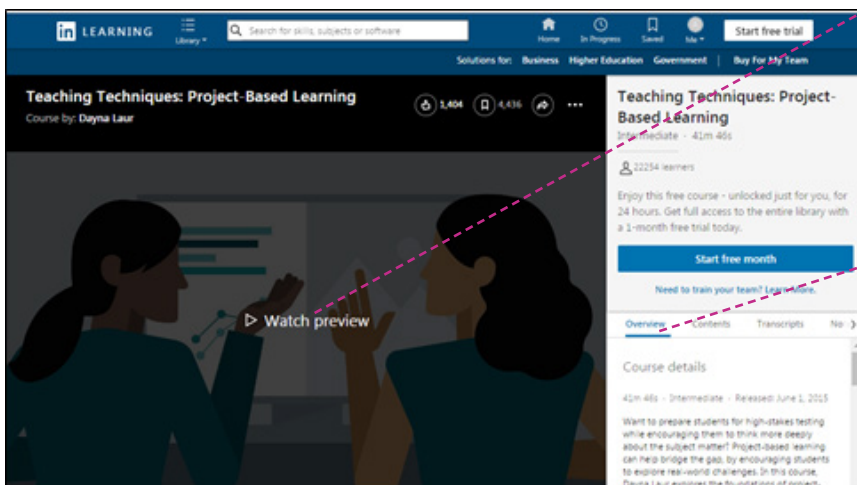 in LEARNING
Library
Search for skills, subjects or software
Home
In Progress
Saved
Me
Start free trial
Solutions for: Business Higher Education Government | Buy For My Team
Teaching Techniques: Project-Based Learning
Course by: Dayna Laur
1,404
4,436
Watch preview
Teaching Techniques: Project-
Based Learning
Intermediate - 41m 46s
22254 learners
Enjoy this free course - unlocked just for you, for
24 hours. Get full access to the entire library with
a 1-month free trial today.
Start free month
Need to train your team? Learn More.
Overview Contents Transcripts No
Course details
41m 46s - Intermediate - Released: June 1, 2015
Want to prepare students for high-stakes testing
while encouraging them to think more deeply
about the subject matter? Project-based learning
can help bridge the gap, by encouraging students
to explore real-world challenges. In this course,
Dayna Laur explores the foundations of project-